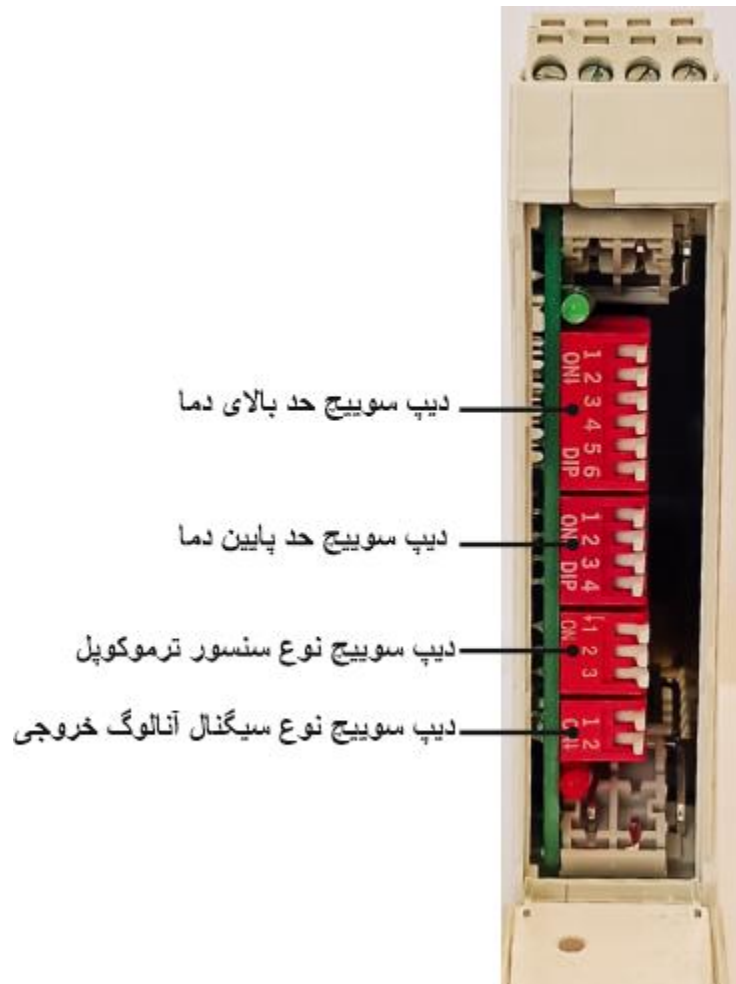 دیپ سوییچ حد بالای دما
دیپ سوییچ حد پایین دما
دیپ سوییچ نوع سنسور ترموکوپل
دیپ سوییچ نوع سیگنال آنالوگ خروجی
1 2 3 4 5 6
ON↓ DIP
1 2 3 4
ON↓ DIP
↓1 2 3
ON
1 2
ON↓